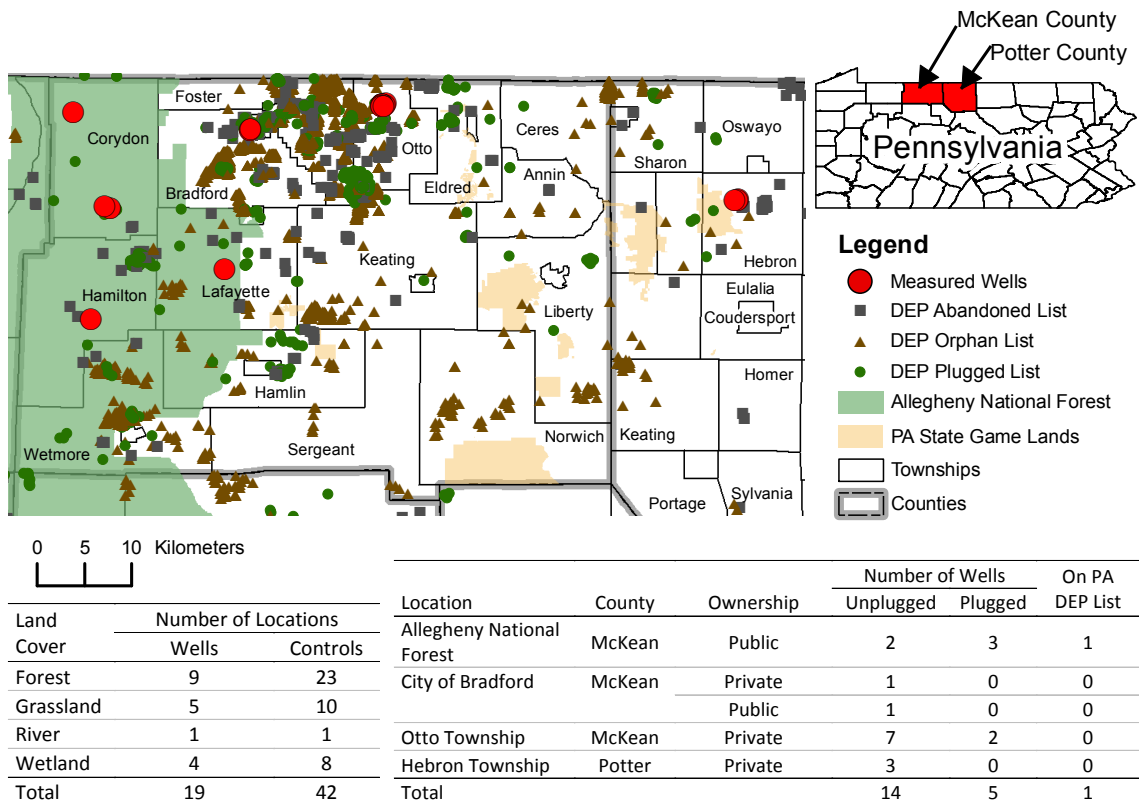 McKean County
Potter County
Pennsylvania
Foster
Corydon
Otto
Ceres
Oswayo
Sharon
Bradford
Eldred
Annin
Keating
Hebron
Hamilton
Lafayette
Liberty
Eulalia
Coudersport
Hamlin
Homer
Wetmore
Sergeant
Norwich
Keating
Portage
Sylvania
Legend
Measured Wells
DEP Abandoned List
DEP Orphan List
DEP Plugged List
Allegheny National Forest
PA State Game Lands
Townships
Counties
0 5 10 Kilometers
Land Cover Number of Locations
Wells Controls
Forest 9 23
Grassland 5 10
River 1 1
Wetland 4 8
Total 19 42
Location County Ownership Number of Wells On PA DEP List
Unplugged Plugged
Allegheny National Forest McKean Public 2 3 1
City of Bradford McKean Private 1 0 0
Public 1 0 0
Otto Township McKean Private 7 2 0
Hebron Township Potter Private 3 0 0
Total 14 5 1